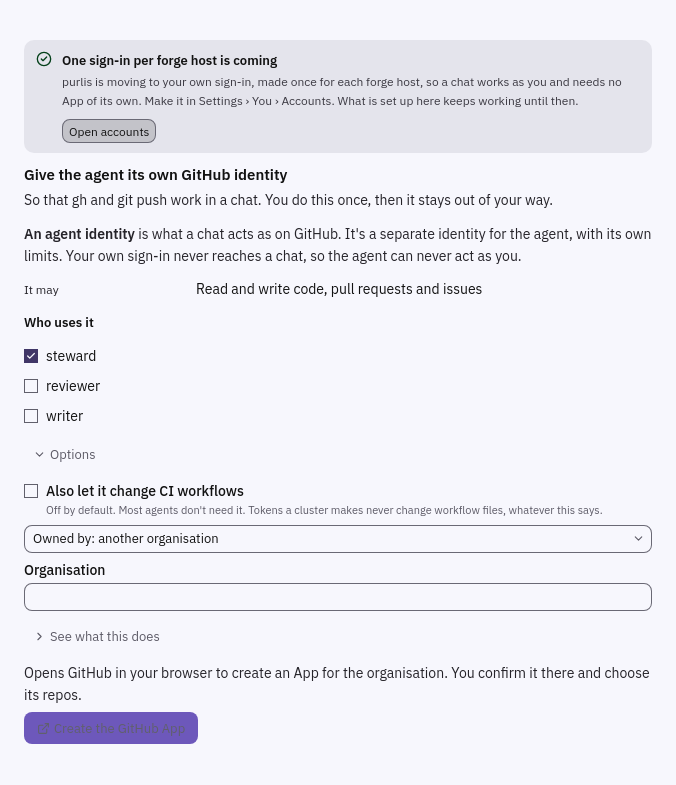 One sign-in per forge host is coming
purlis is moving to your own sign-in, made once for each forge host, so a chat works as you and needs no
App of its own. Make it in Settings › You › Accounts. What is set up here keeps working until then.
Open accounts
Give the agent its own GitHub identity
So that gh and git push work in a chat. You do this once, then it stays out of your way.
An agent identity is what a chat acts as on GitHub. It's a separate identity for the agent, with its own
limits. Your own sign-in never reaches a chat, so the agent can never act as you.
It may
Read and write code, pull requests and issues
Who uses it
steward
reviewer
writer
Options
Also let it change CI workflows
Off by default. Most agents don't need it. Tokens a cluster makes never change workflow files, whatever this says.
Owned by: another organisation
Organisation
See what this does
Opens GitHub in your browser to create an App for the organisation. You confirm it there and choose
its repos.
Create the GitHub App